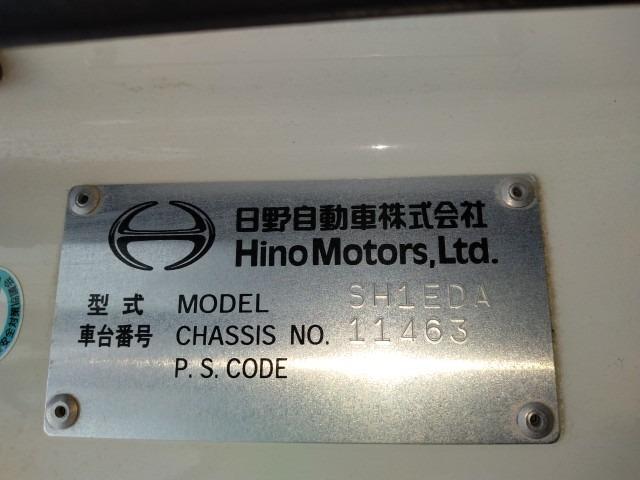 日野自動車株式会社
Hino Motors, Ltd.
型式 MODEL SH1EDA
車台番号 CHASSIS NO. 11463
P. S. CODE